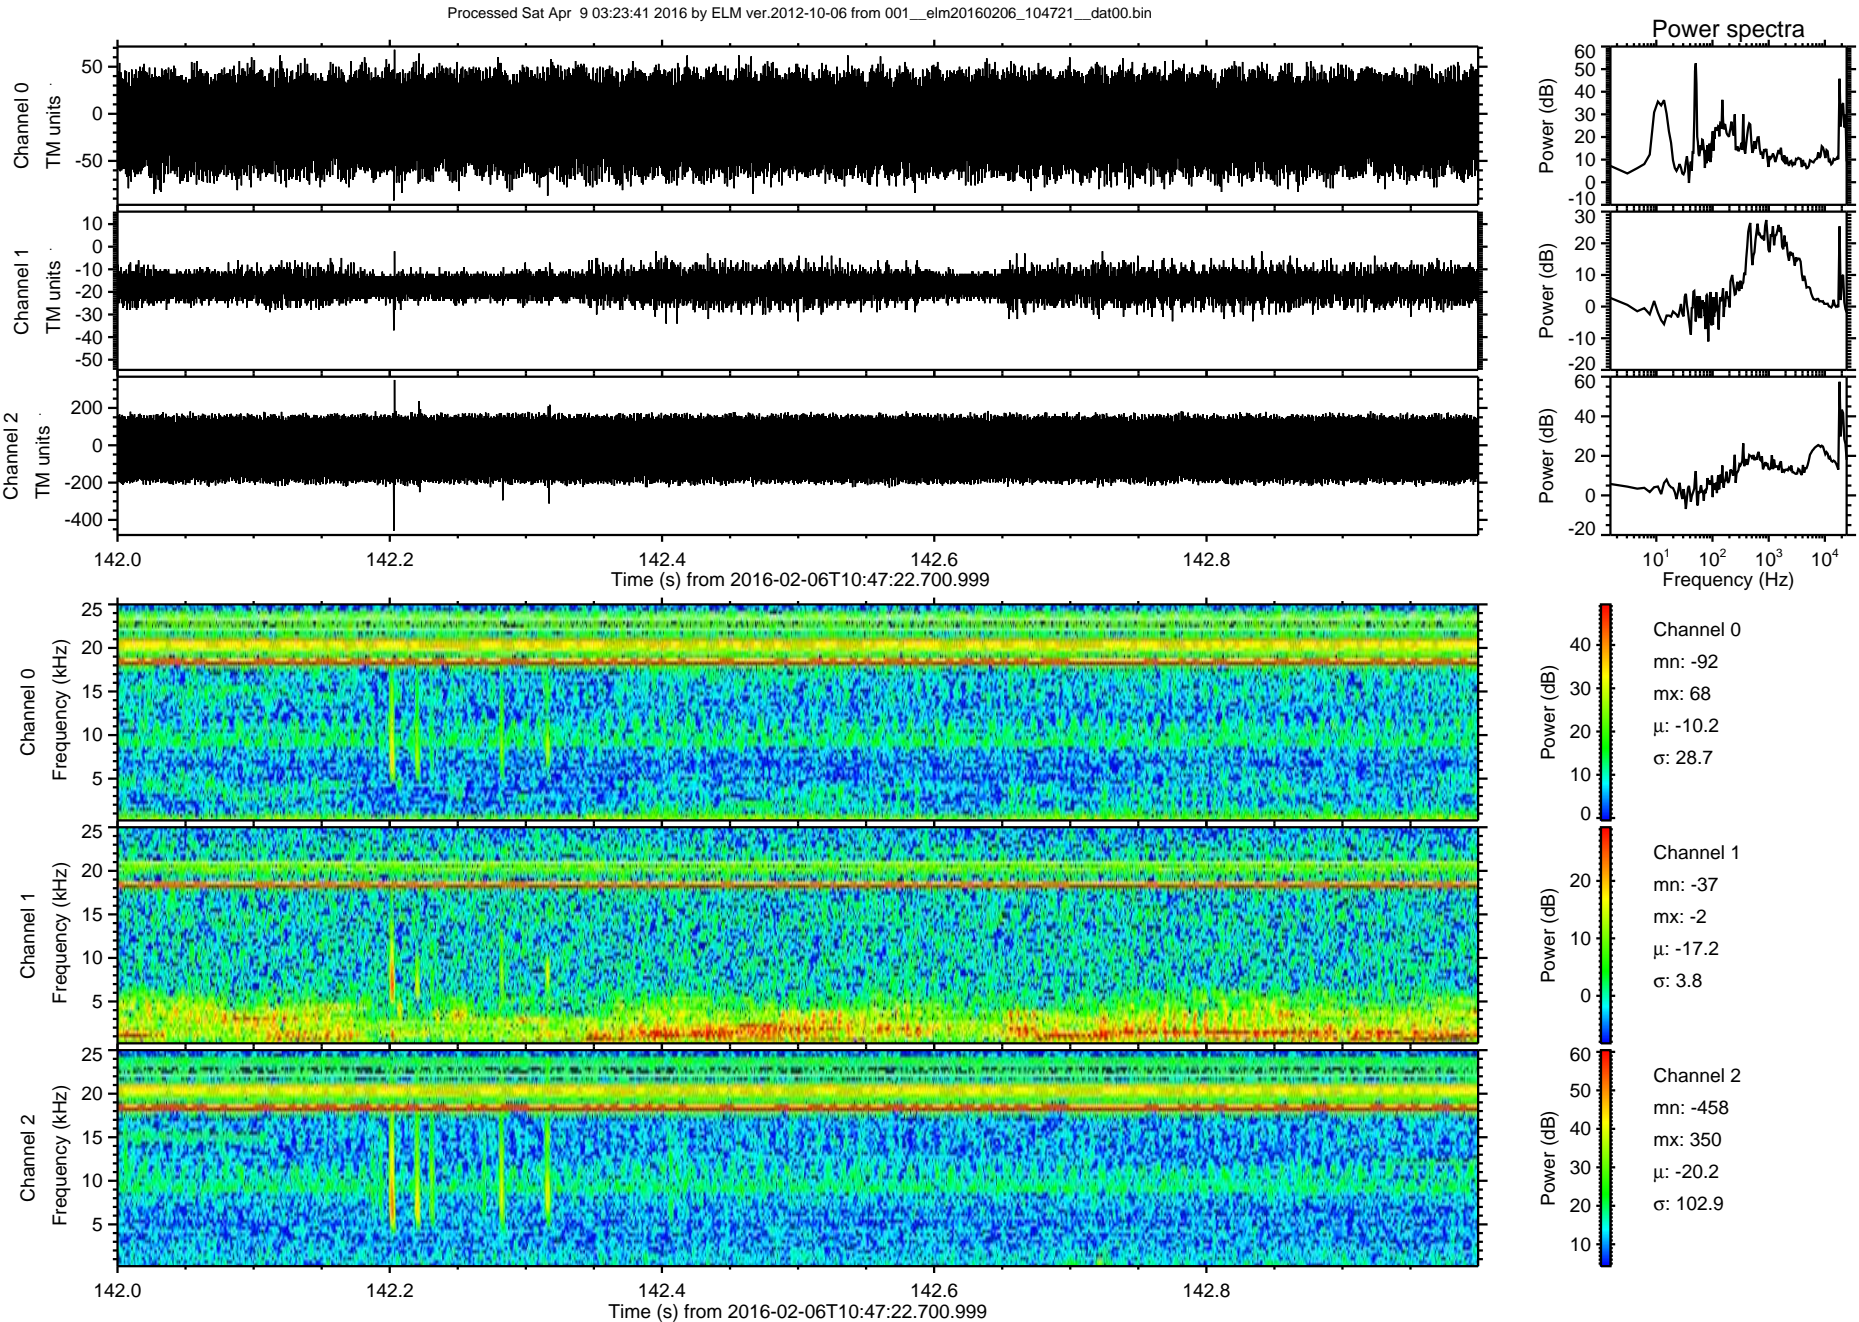 Processed Sat Apr  9 03:23:41 2016 by ELM ver.2012-10-06 from 001__elm20160206_104721__dat00.bin
Power spectra
Channel 0
TM units
50
0
-50
Power (dB)
60
50
40
30
20
10
0
-10
Channel 1
TM units
10
0
-10
-20
-30
-40
-50
Power (dB)
30
20
10
0
-10
-20
Channel 2
TM units
200
0
-200
-400
Power (dB)
60
40
20
0
-20
142.0 142.2 142.4 142.6 142.8
Time (s) from 2016-02-06T10:47:22.700.999
10¹ 10² 10³ 10⁴
Frequency (Hz)
Channel 0
Frequency (kHz)
25
20
15
10
5
Power (dB)
40
30
20
10
0
Channel 0
mn: -92
mx: 68
μ: -10.2
σ: 28.7
Channel 1
Frequency (kHz)
25
20
15
10
5
Power (dB)
20
10
0
Channel 1
mn: -37
mx: -2
μ: -17.2
σ: 3.8
Channel 2
Frequency (kHz)
25
20
15
10
5
Power (dB)
60
50
40
30
20
10
Channel 2
mn: -458
mx: 350
μ: -20.2
σ: 102.9
142.0 142.2 142.4 142.6 142.8
Time (s) from 2016-02-06T10:47:22.700.999